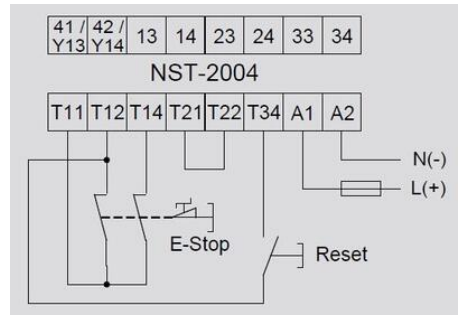 41 / 42 / 13 14 23 24 33 34
Y13 Y14
NST-2004
T11 T12 T14 T21 T22 T34 A1 A2
N(-)
L(+)
E-Stop
Reset